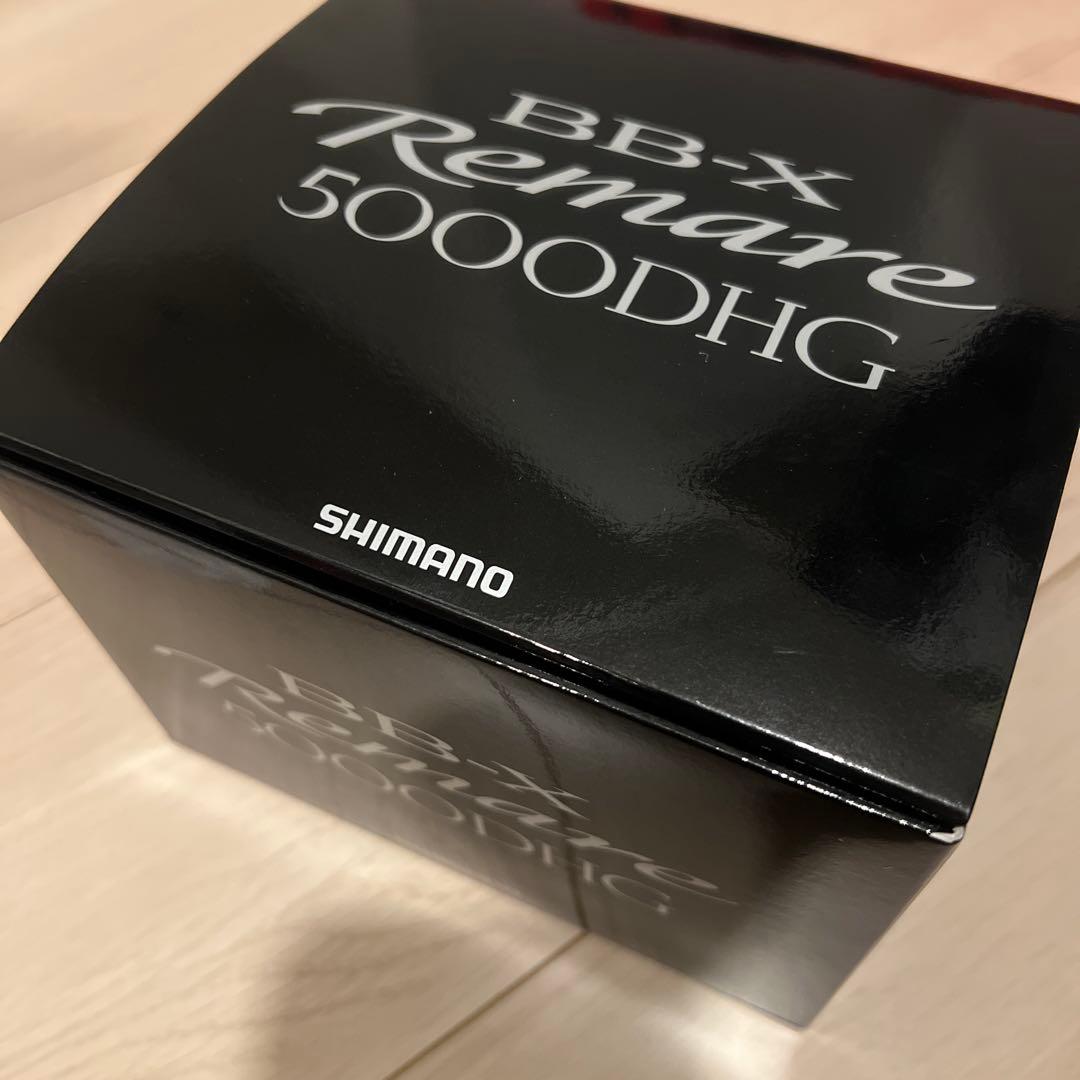 BB-X
Remare
5000DHG
SHIMANO
BB-X
Remare
5000DHG